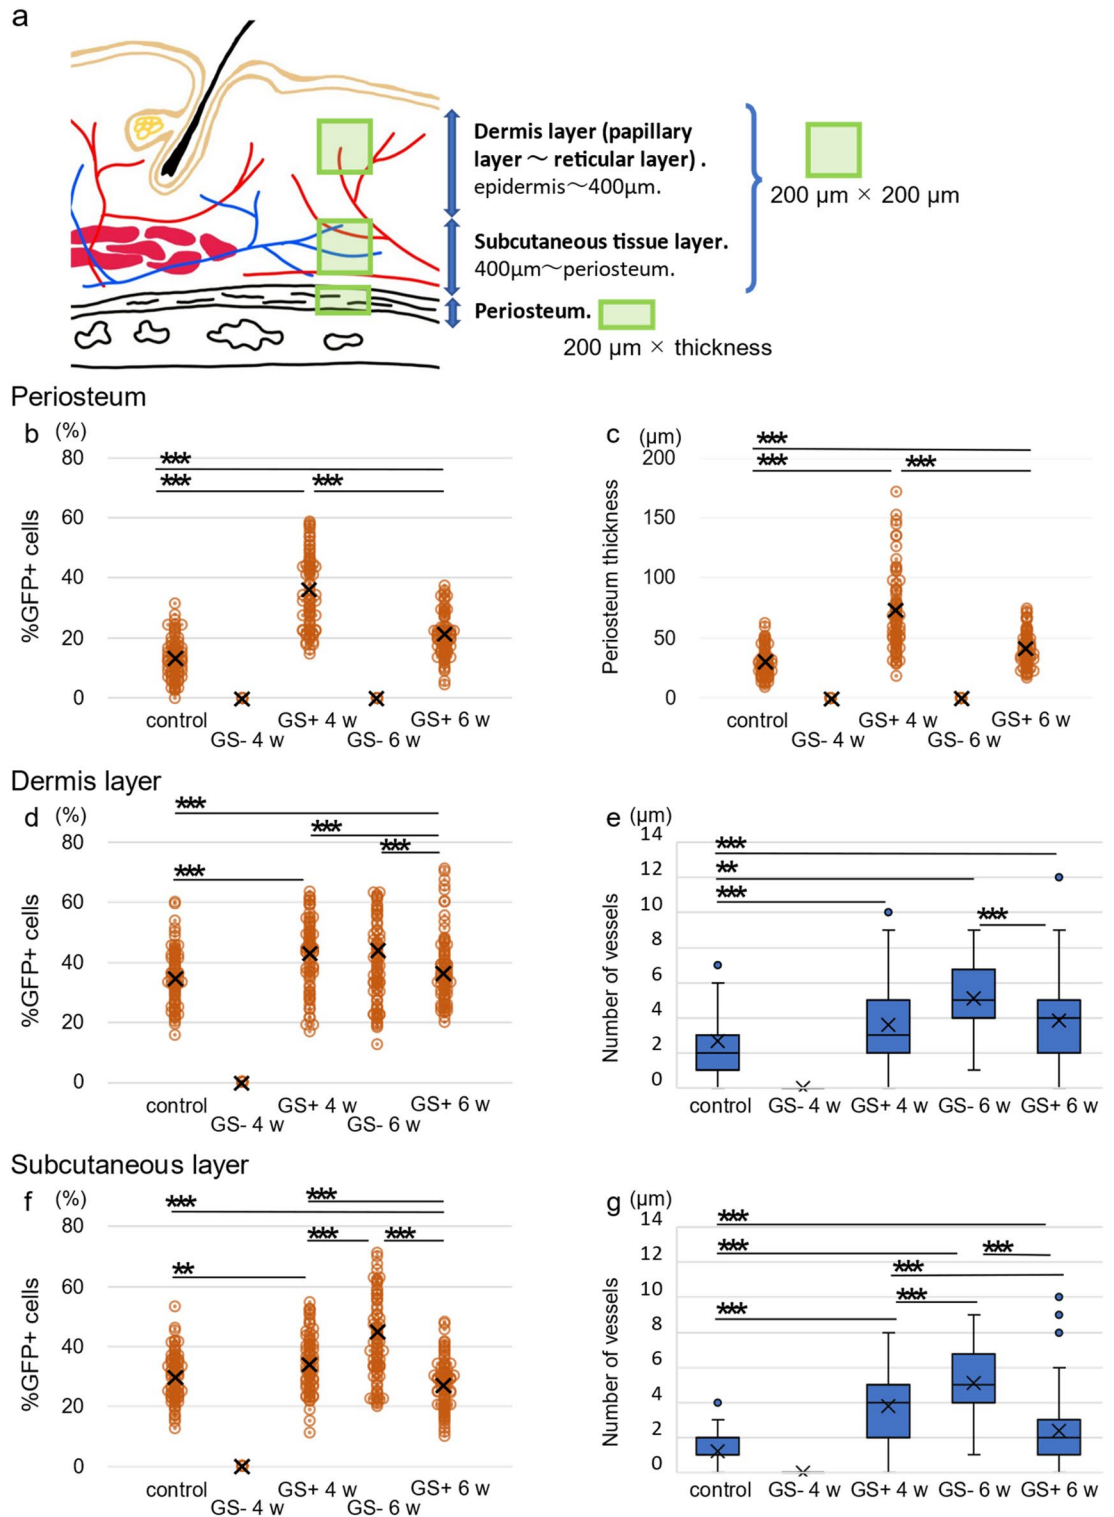 a
Dermis layer (papillary
layer ～ reticular layer) .
epidermis～400μm.
200 μm × 200 μm
Subcutaneous tissue layer.
400μm～periosteum.
Periosteum.
200 μm × thickness
Periosteum
b (%)
%GFP+ cells
80
60
40
20
0
***
***
***
control
GS- 4 w
GS+ 4 w
GS- 6 w
GS+ 6 w
c (μm)
Periosteum thickness
200
150
100
50
0
***
***
***
control
GS- 4 w
GS+ 4 w
GS- 6 w
GS+ 6 w
Dermis layer
d (%)
%GFP+ cells
80
60
40
20
0
***
***
***
***
control
GS- 4 w
GS+ 4 w
GS- 6 w
GS+ 6 w
e (μm)
Number of vessels
14
12
10
8
6
4
2
0
***
**
***
***
control
GS- 4 w
GS+ 4 w
GS- 6 w
GS+ 6 w
Subcutaneous layer
f (%)
%GFP+ cells
80
60
40
20
0
***
***
***
***
**
control
GS- 4 w
GS+ 4 w
GS- 6 w
GS+ 6 w
g (μm)
Number of vessels
14
12
10
8
6
4
2
0
***
***
***
***
***
***
control
GS- 4 w
GS+ 4 w
GS- 6 w
GS+ 6 w